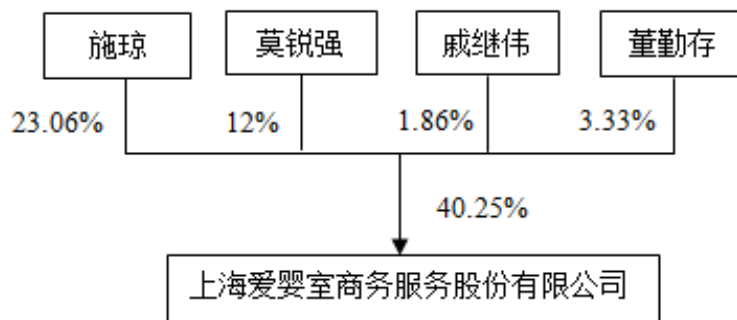 施琼 莫锐强 戚继伟 董勤存
23.06% 12% 1.86% 3.33%
40.25%
上海爱婴室商务服务股份有限公司